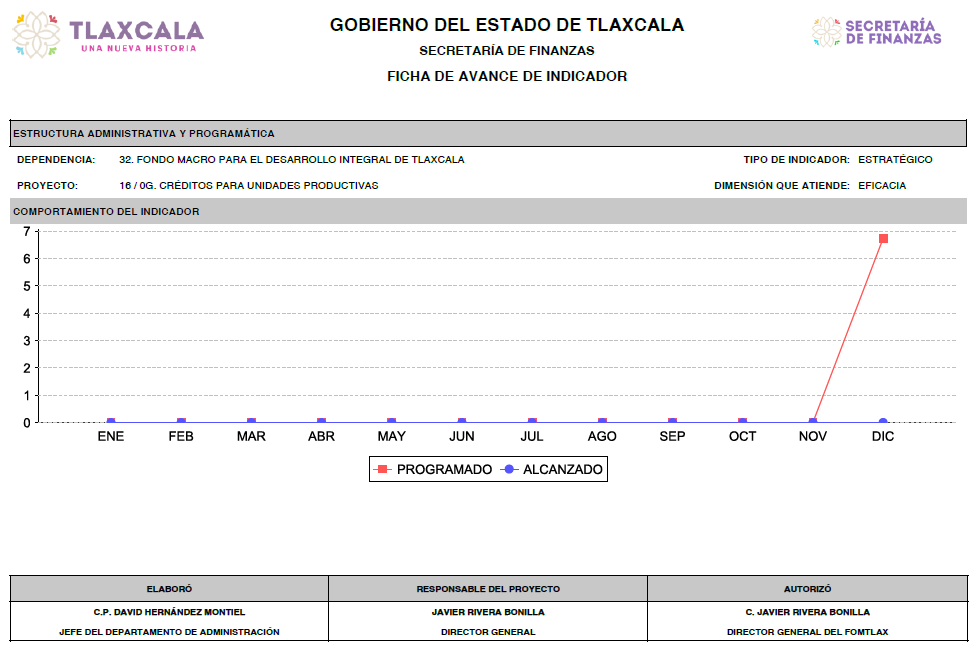 TLAXCALA
UNA NUEVA HISTORIA
GOBIERNO DEL ESTADO DE TLAXCALA
SECRETARÍA DE FINANZAS
FICHA DE AVANCE DE INDICADOR
SECRETARÍA
DE FINANZAS
ESTRUCTURA ADMINISTRATIVA Y PROGRAMÁTICA
DEPENDENCIA: 32. FONDO MACRO PARA EL DESARROLLO INTEGRAL DE TLAXCALA TIPO DE INDICADOR: ESTRATÉGICO
PROYECTO: 16 / 0G. CRÉDITOS PARA UNIDADES PRODUCTIVAS DIMENSIÓN QUE ATIENDE: EFICACIA
COMPORTAMIENTO DEL INDICADOR
7
6
5
4
3
2
1
0
ENE FEB MAR ABR MAY JUN JUL AGO SEP OCT NOV DIC
PROGRAMADO ALCANZADO
ELABORÓ RESPONSABLE DEL PROYECTO AUTORIZÓ
C.P. DAVID HERNÁNDEZ MONTIEL JAVIER RIVERA BONILLA C. JAVIER RIVERA BONILLA
JEFE DEL DEPARTAMENTO DE ADMINISTRACIÓN DIRECTOR GENERAL DIRECTOR GENERAL DEL FOMTLAX